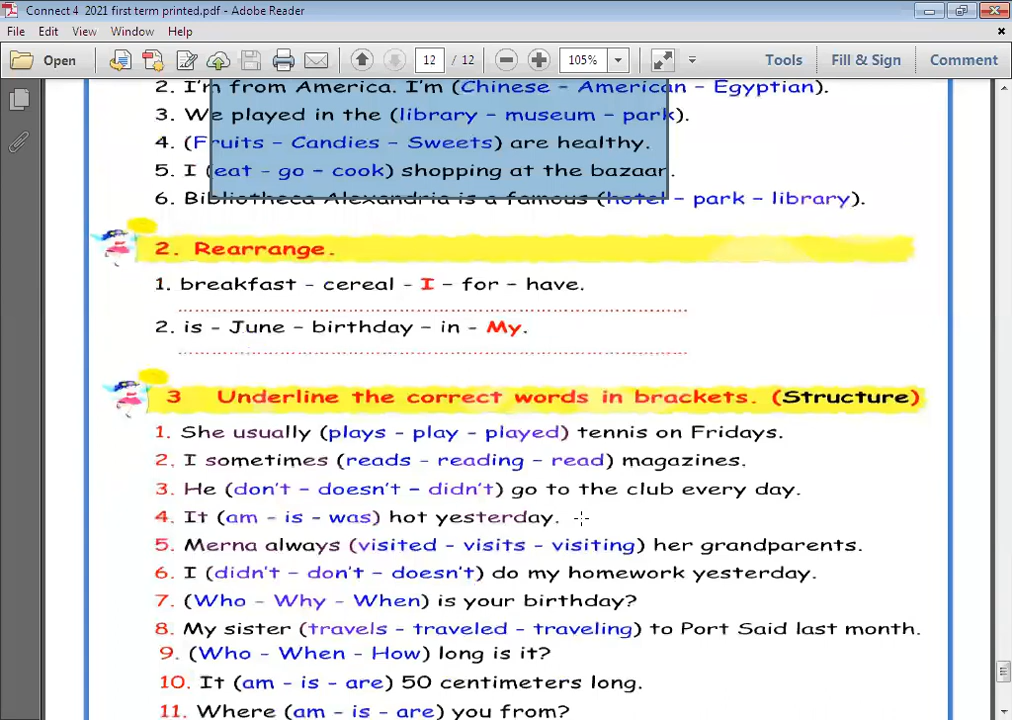 Connect 4  2021 first term printed.pdf - Adobe Reader
File Edit View Window Help
Open 12 / 12 105% Tools Fill & Sign Comment
2. I'm from America. I'm (Chinese – American – Egyptian).
3. We played in the (library – museum – park).
4. (Fruits – Candies – Sweets) are healthy.
5. I (eat - go – cook) shopping at the bazaar.
6. Bibliotheca Alexandria is a famous (hotel – park – library).
2. Rearrange.
1. breakfast – cereal - I – for – have.
2. is - June – birthday – in - My.
3 Underline the correct words in brackets. (Structure)
1. She usually (plays - play – played) tennis on Fridays.
2. I sometimes (reads - reading – read) magazines.
3. He (don't – doesn't – didn't) go to the club every day.
4. It (am - is – was) hot yesterday.
5. Merna always (visited - visits - visiting) her grandparents.
6. I (didn't – don't – doesn't) do my homework yesterday.
7. (Who – Why – When) is your birthday?
8. My sister (travels - traveled – traveling) to Port Said last month.
9. (Who – When - How) long is it?
10. It (am - is - are) 50 centimeters long.
11. Where (am - is - are) you from?